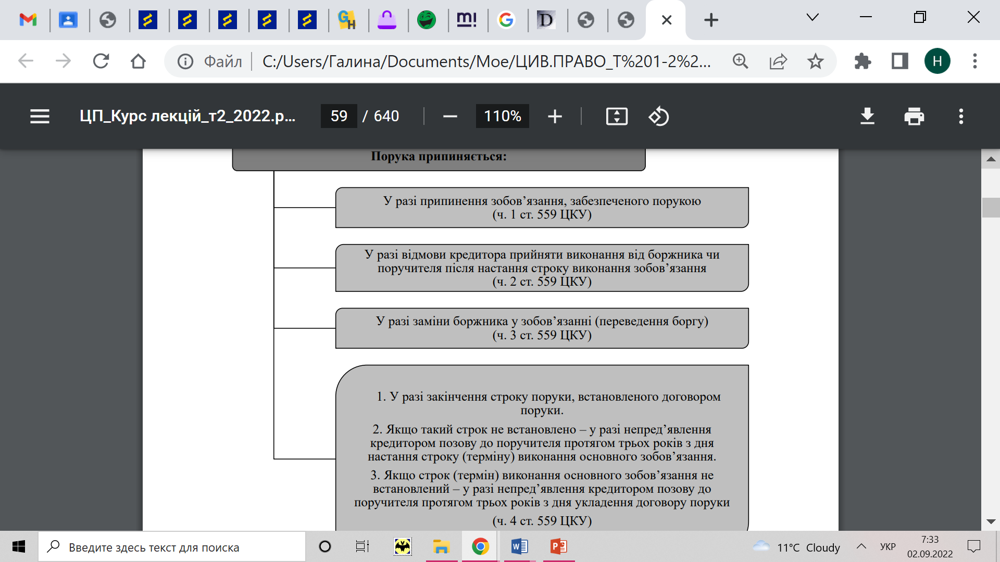 G H m! G D
Файл C:/Users/Галина/Documents/Мое/ЦИВ.ПРАВО_Т%201-2%2... H
ЦП_Курс лекцій_т2_2022.p... 59 / 640 110%
Порука припиняється:
У разі припинення зобов’язання, забезпеченого порукою
(ч. 1 ст. 559 ЦКУ)
У разі відмови кредитора прийняти виконання від боржника чи
поручителя після настання строку виконання зобов’язання
(ч. 2 ст. 559 ЦКУ)
У разі заміни боржника у зобов’язанні (переведення боргу)
(ч. 3 ст. 559 ЦКУ)
1. У разі закінчення строку поруки, встановленого договором
поруки.
2. Якщо такий строк не встановлено – у разі непред’явлення
кредитором позову до поручителя протягом трьох років з дня
настання строку (терміну) виконання основного зобов’язання.
3. Якщо строк (термін) виконання основного зобов’язання не
встановлений – у разі непред’явлення кредитором позову до
поручителя протягом трьох років з дня укладення договору поруки
(ч. 4 ст. 559 ЦКУ)
Введите здесь текст для поиска W P 11°C Cloudy УКР 7:33
02.09.2022